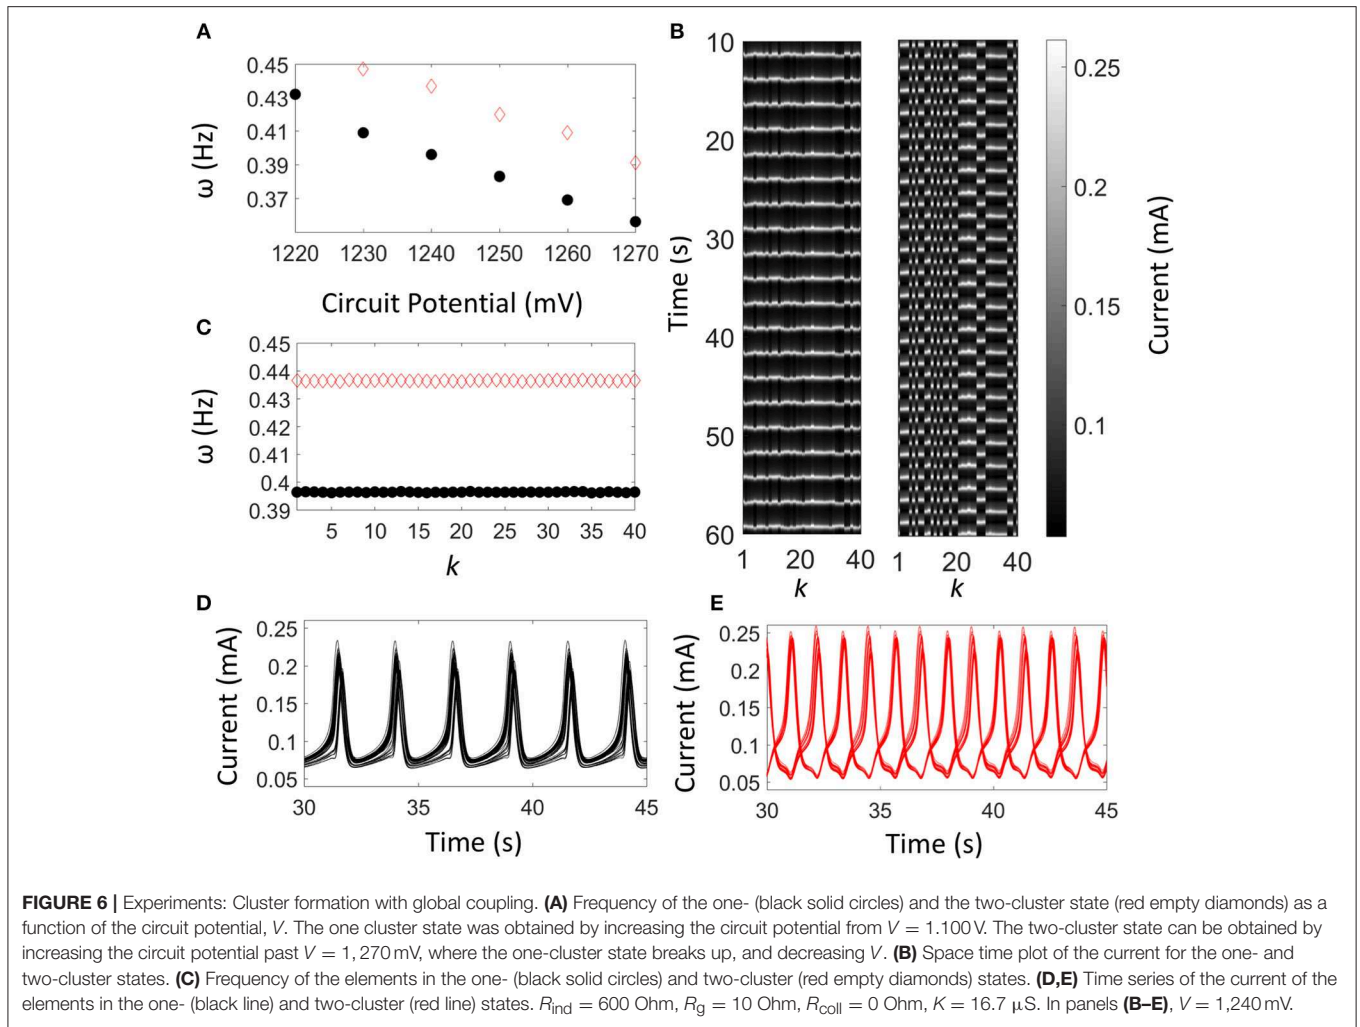 A
0.45
0.43
0.41
0.39
0.37
ω (Hz)
1220 1230 1240 1250 1260 1270
Circuit Potential (mV)
B
10
20
30
40
50
60
Time (s)
1 20 40
k
1 20 40
k
0.25
0.2
0.15
0.1
Current (mA)
C
0.45
0.44
0.43
0.42
0.41
0.4
0.39
ω (Hz)
5 10 15 20 25 30 35 40
k
D
0.25
0.2
0.15
0.1
0.05
Current (mA)
30 35 40 45
Time (s)
E
0.25
0.2
0.15
0.1
0.05
Current (mA)
30 35 40 45
Time (s)
FIGURE 6 | Experiments: Cluster formation with global coupling. (A) Frequency of the one- (black solid circles) and the two-cluster state (red empty diamonds) as a
function of the circuit potential, V. The one cluster state was obtained by increasing the circuit potential from V = 1.100 V. The two-cluster state can be obtained by
increasing the circuit potential past V = 1, 270 mV, where the one-cluster state breaks up, and decreasing V. (B) Space time plot of the current for the one- and
two-cluster states. (C) Frequency of the elements in the one- (black solid circles) and two-cluster (red empty diamonds) states. (D,E) Time series of the current of the
elements in the one- (black line) and two-cluster (red line) states. Rind = 600 Ohm, Rg = 10 Ohm, Rcoll = 0 Ohm, K = 16.7 μS. In panels (B–E), V = 1,240 mV.